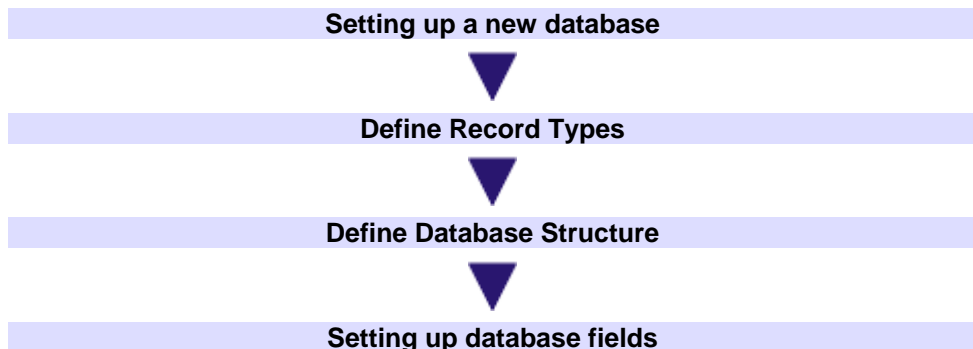 Setting up a new database
Define Record Types
Define Database Structure
Setting up database fields